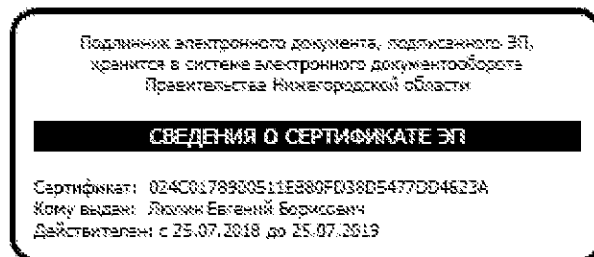 Подлинник электронного документа, подписанного ЭП,
хранится в системе электронного документооборота
Правительства Нижегородской области
СВЕДЕНИЯ О СЕРТИФИКАТЕ ЭП
Сертификат:
Кому выдан: Люлин Евгений Борисович
Действителен: с 25.07.2018 до 25.07.2019